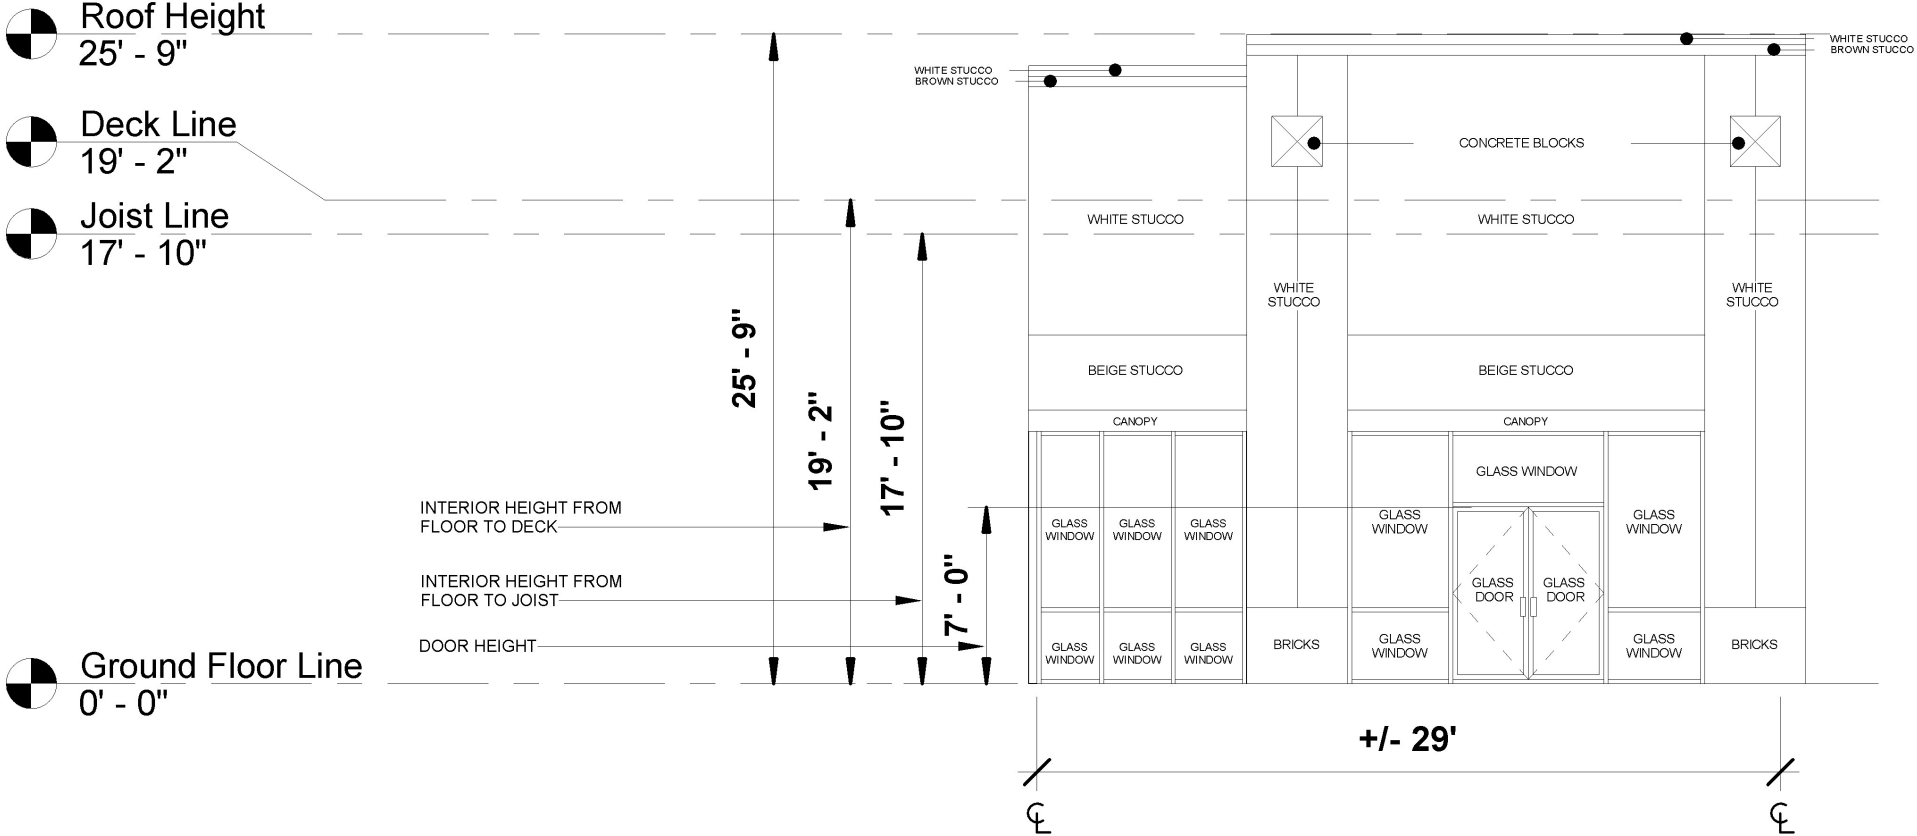 Roof Height
25' - 9"
Deck Line
19' - 2"
Joist Line
17' - 10"
Ground Floor Line
0' - 0"
25' - 9"
19' - 2"
17' - 10"
7' - 0"
INTERIOR HEIGHT FROM
FLOOR TO DECK
INTERIOR HEIGHT FROM
FLOOR TO JOIST
DOOR HEIGHT
WHITE STUCCO
BROWN STUCCO
WHITE STUCCO
BROWN STUCCO
CONCRETE BLOCKS
WHITE STUCCO
WHITE STUCCO
WHITE
STUCCO
WHITE
STUCCO
BEIGE STUCCO
BEIGE STUCCO
CANOPY
CANOPY
GLASS WINDOW
GLASS
WINDOW
GLASS
WINDOW
GLASS
WINDOW
GLASS
WINDOW
GLASS
WINDOW
GLASS
DOOR
GLASS
DOOR
GLASS
WINDOW
GLASS
WINDOW
GLASS
WINDOW
BRICKS
GLASS
WINDOW
GLASS
WINDOW
BRICKS
+/- 29'
CL
CL